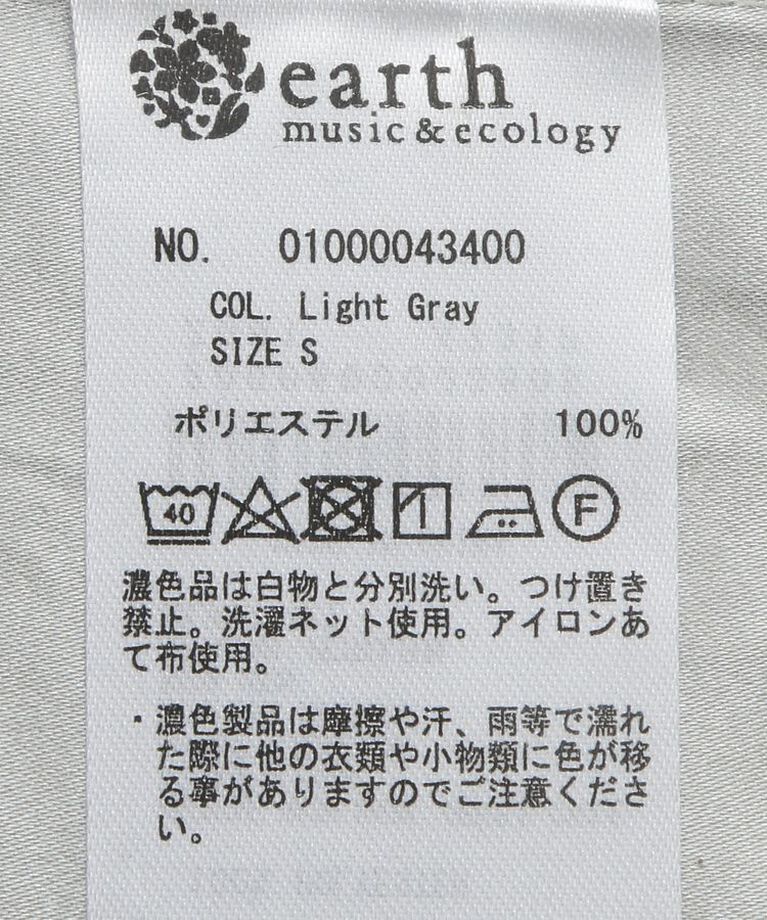 earth
music&ecology
NO. 01000043400
COL. Light Gray
SIZE S
ポリエステル 100%
40 F
濃色品は白物と分別洗い。つけ置き
禁止。洗濯ネット使用。アイロンあ
て布使用。
・濃色製品は摩擦や汗、雨等で濡れ
た際に他の衣類や小物類に色が移
る事がありますのでご注意くださ
い。